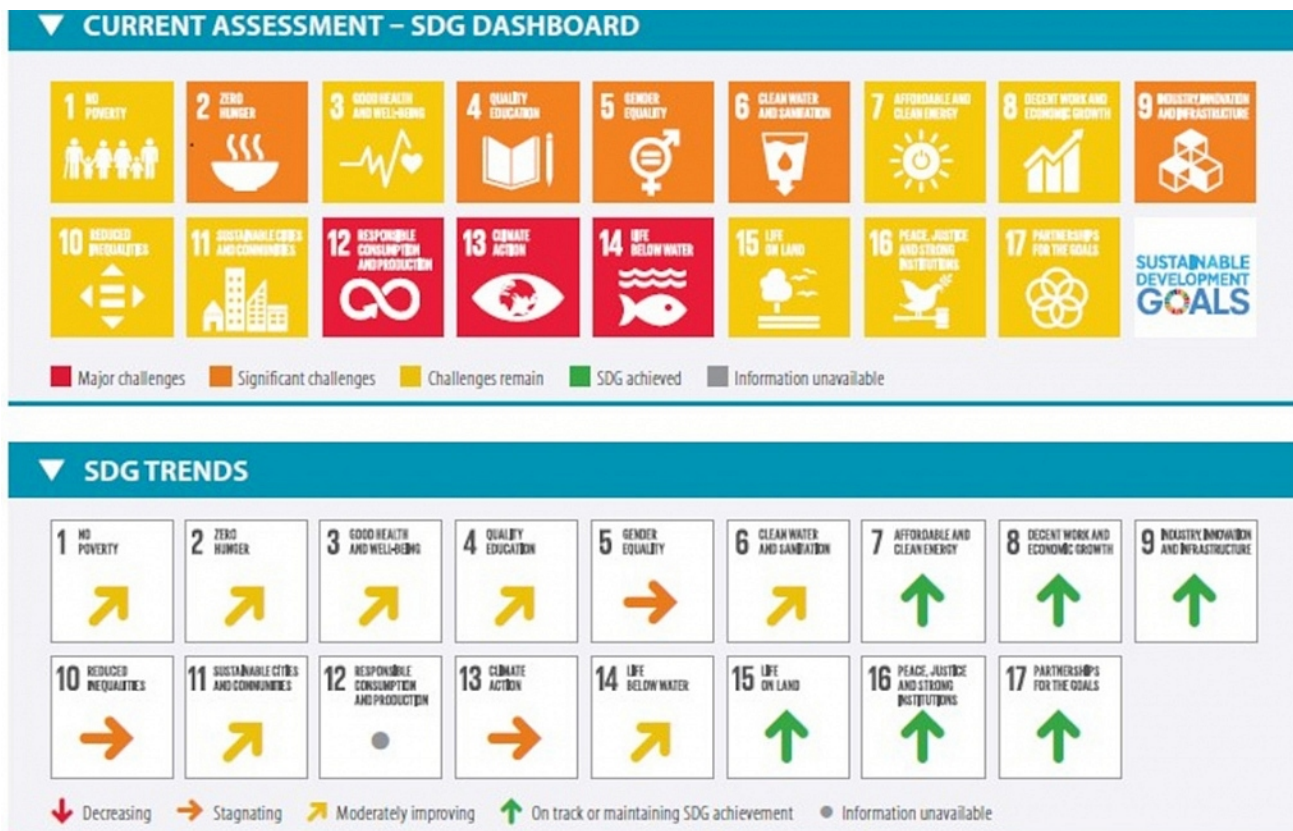 CURRENT ASSESSMENT – SDG DASHBOARD
1 NO
POVERTY
2 ZERO
HUNGER
3 GOOD HEALTH
AND WELL-BEING
4 QUALITY
EDUCATION
5 GENDER
EQUALITY
6 CLEAN WATER
AND SANITATION
7 AFFORDABLE AND
CLEAN ENERGY
8 DECENT WORK AND
ECONOMIC GROWTH
9 INDUSTRY, INNOVATION
AND INFRASTRUCTURE
10 REDUCED
INEQUALITIES
11 SUSTAINABLE CITIES
AND COMMUNITIES
12 RESPONSIBLE
CONSUMPTION
AND PRODUCTION
13 CLIMATE
ACTION
14 LIFE
BELOW WATER
15 LIFE
ON LAND
16 PEACE, JUSTICE
AND STRONG
INSTITUTIONS
17 PARTNERSHIPS
FOR THE GOALS
SUSTAINABLE
DEVELOPMENT
GOALS
Major challenges Significant challenges Challenges remain SDG achieved Information unavailable
SDG TRENDS
1 NO
POVERTY
2 ZERO
HUNGER
3 GOOD HEALTH
AND WELL-BEING
4 QUALITY
EDUCATION
5 GENDER
EQUALITY
6 CLEAN WATER
AND SANITATION
7 AFFORDABLE AND
CLEAN ENERGY
8 DECENT WORK AND
ECONOMIC GROWTH
9 INDUSTRY, INNOVATION
AND INFRASTRUCTURE
10 REDUCED
INEQUALITIES
11 SUSTAINABLE CITIES
AND COMMUNITIES
12 RESPONSIBLE
CONSUMPTION
AND PRODUCTION
13 CLIMATE
ACTION
14 LIFE
BELOW WATER
15 LIFE
ON LAND
16 PEACE, JUSTICE
AND STRONG
INSTITUTIONS
17 PARTNERSHIPS
FOR THE GOALS
Decreasing Stagnating Moderately improving On track or maintaining SDG achievement Information unavailable